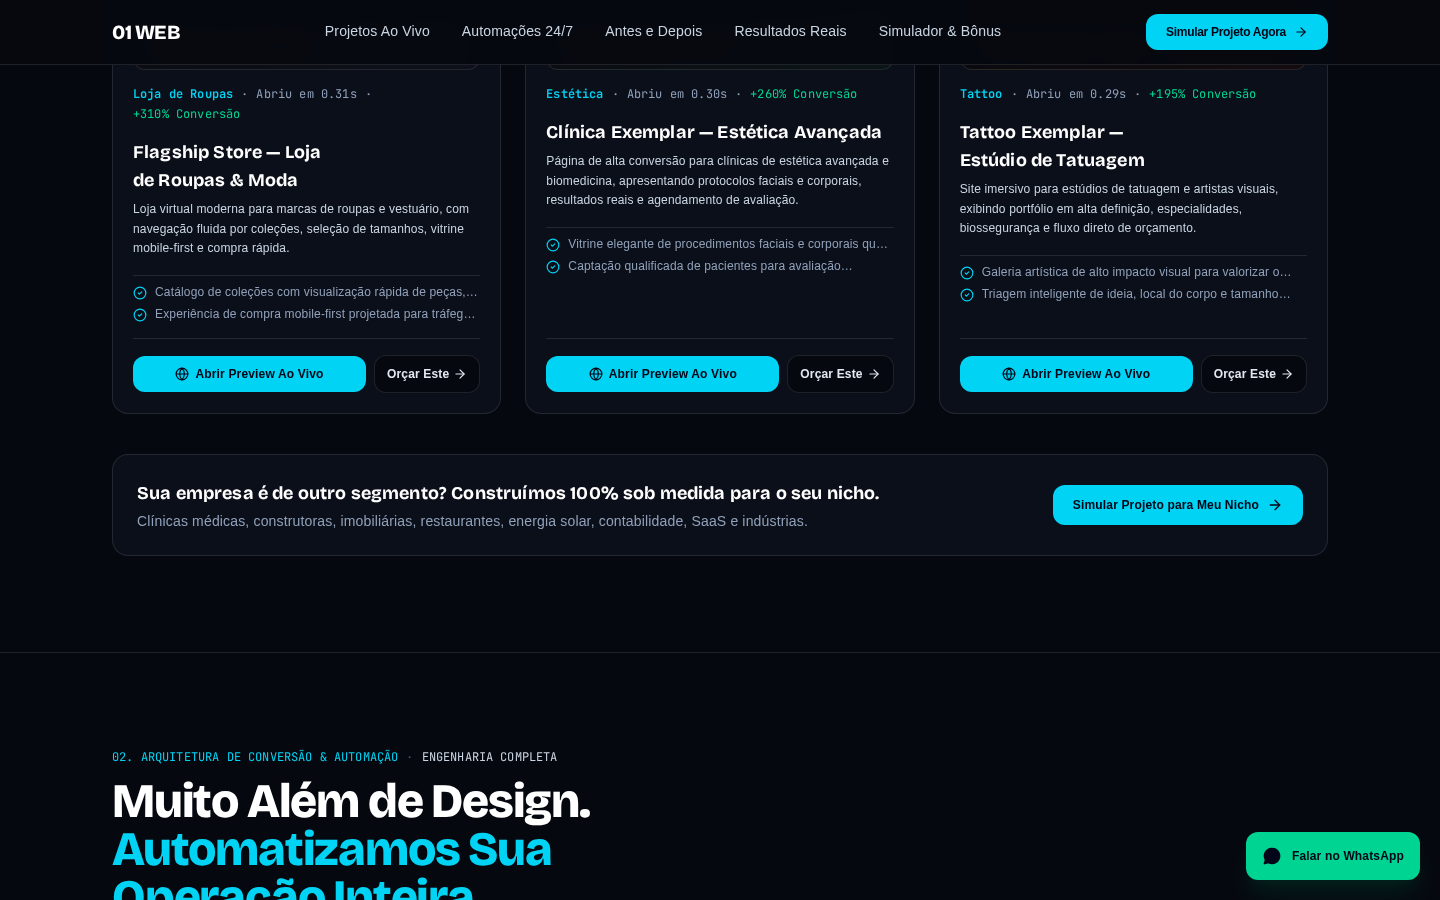 01 WEB
Projetos Ao Vivo
Automações 24/7
Antes e Depois
Resultados Reais
Simulador & Bônus
Simular Projeto Agora
Loja de Roupas · Abriu em 0.31s ·
+310% Conversão
Flagship Store — Loja
de Roupas & Moda
Loja virtual moderna para marcas de roupas e vestuário, com
navegação fluida por coleções, seleção de tamanhos, vitrine
mobile-first e compra rápida.
Catálogo de coleções com visualização rápida de peças,…
Experiência de compra mobile-first projetada para tráfeg…
Abrir Preview Ao Vivo
Orçar Este
Estética · Abriu em 0.30s · +260% Conversão
Clínica Exemplar — Estética Avançada
Página de alta conversão para clínicas de estética avançada e
biomedicina, apresentando protocolos faciais e corporais,
resultados reais e agendamento de avaliação.
Vitrine elegante de procedimentos faciais e corporais qu…
Captação qualificada de pacientes para avaliação…
Abrir Preview Ao Vivo
Orçar Este
Tattoo · Abriu em 0.29s · +195% Conversão
Tattoo Exemplar —
Estúdio de Tatuagem
Site imersivo para estúdios de tatuagem e artistas visuais,
exibindo portfólio em alta definição, especialidades,
biossegurança e fluxo direto de orçamento.
Galeria artística de alto impacto visual para valorizar o…
Triagem inteligente de ideia, local do corpo e tamanho…
Abrir Preview Ao Vivo
Orçar Este
Sua empresa é de outro segmento? Construímos 100% sob medida para o seu nicho.
Clínicas médicas, construtoras, imobiliárias, restaurantes, energia solar, contabilidade, SaaS e indústrias.
Simular Projeto para Meu Nicho
02. ARQUITETURA DE CONVERSÃO & AUTOMAÇÃO · ENGENHARIA COMPLETA
Muito Além de Design.
Automatizamos Sua
Operação Inteira
Falar no WhatsApp